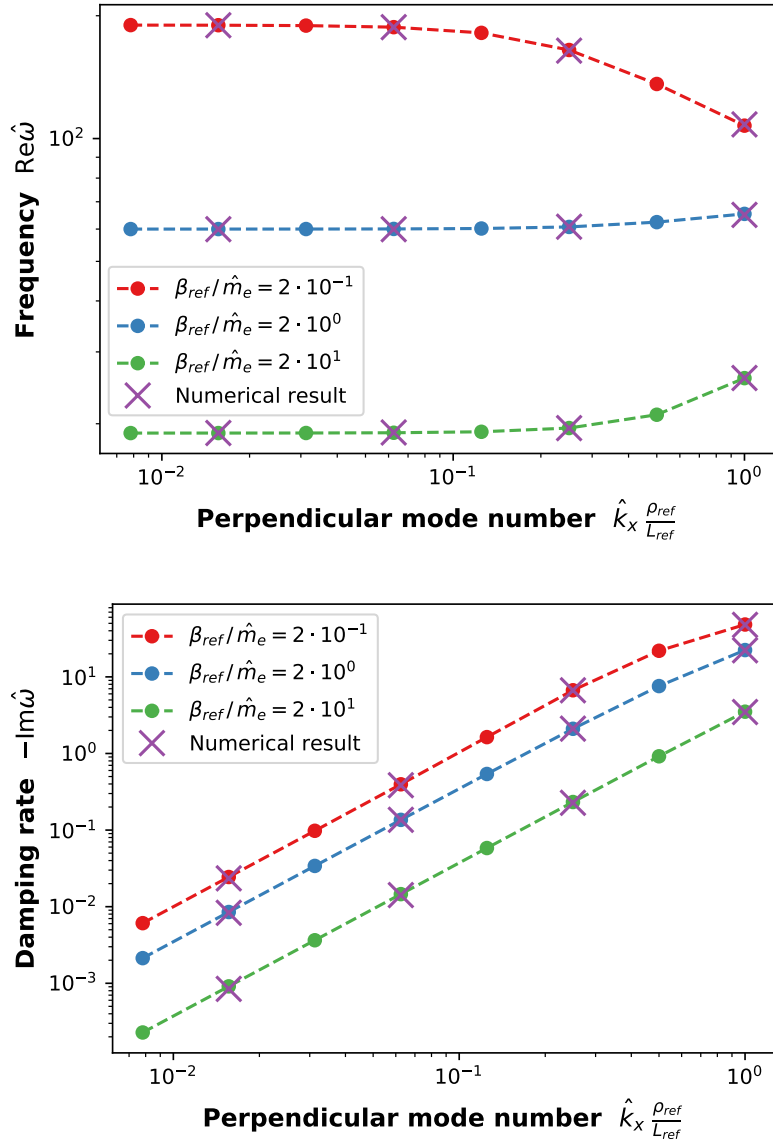 10²
Frequency Reω̂
β_ref / m̂_e = 2 · 10⁻¹
β_ref / m̂_e = 2 · 10⁰
β_ref / m̂_e = 2 · 10¹
Numerical result
10⁻² 10⁻¹ 10⁰
Perpendicular mode number k̂_x ρ_ref/L_ref
β_ref / m̂_e = 2 · 10⁻¹
β_ref / m̂_e = 2 · 10⁰
β_ref / m̂_e = 2 · 10¹
Numerical result
10¹
10⁰
10⁻¹
10⁻²
10⁻³
Damping rate −Imω̂
10⁻² 10⁻¹ 10⁰
Perpendicular mode number k̂_x ρ_ref/L_ref